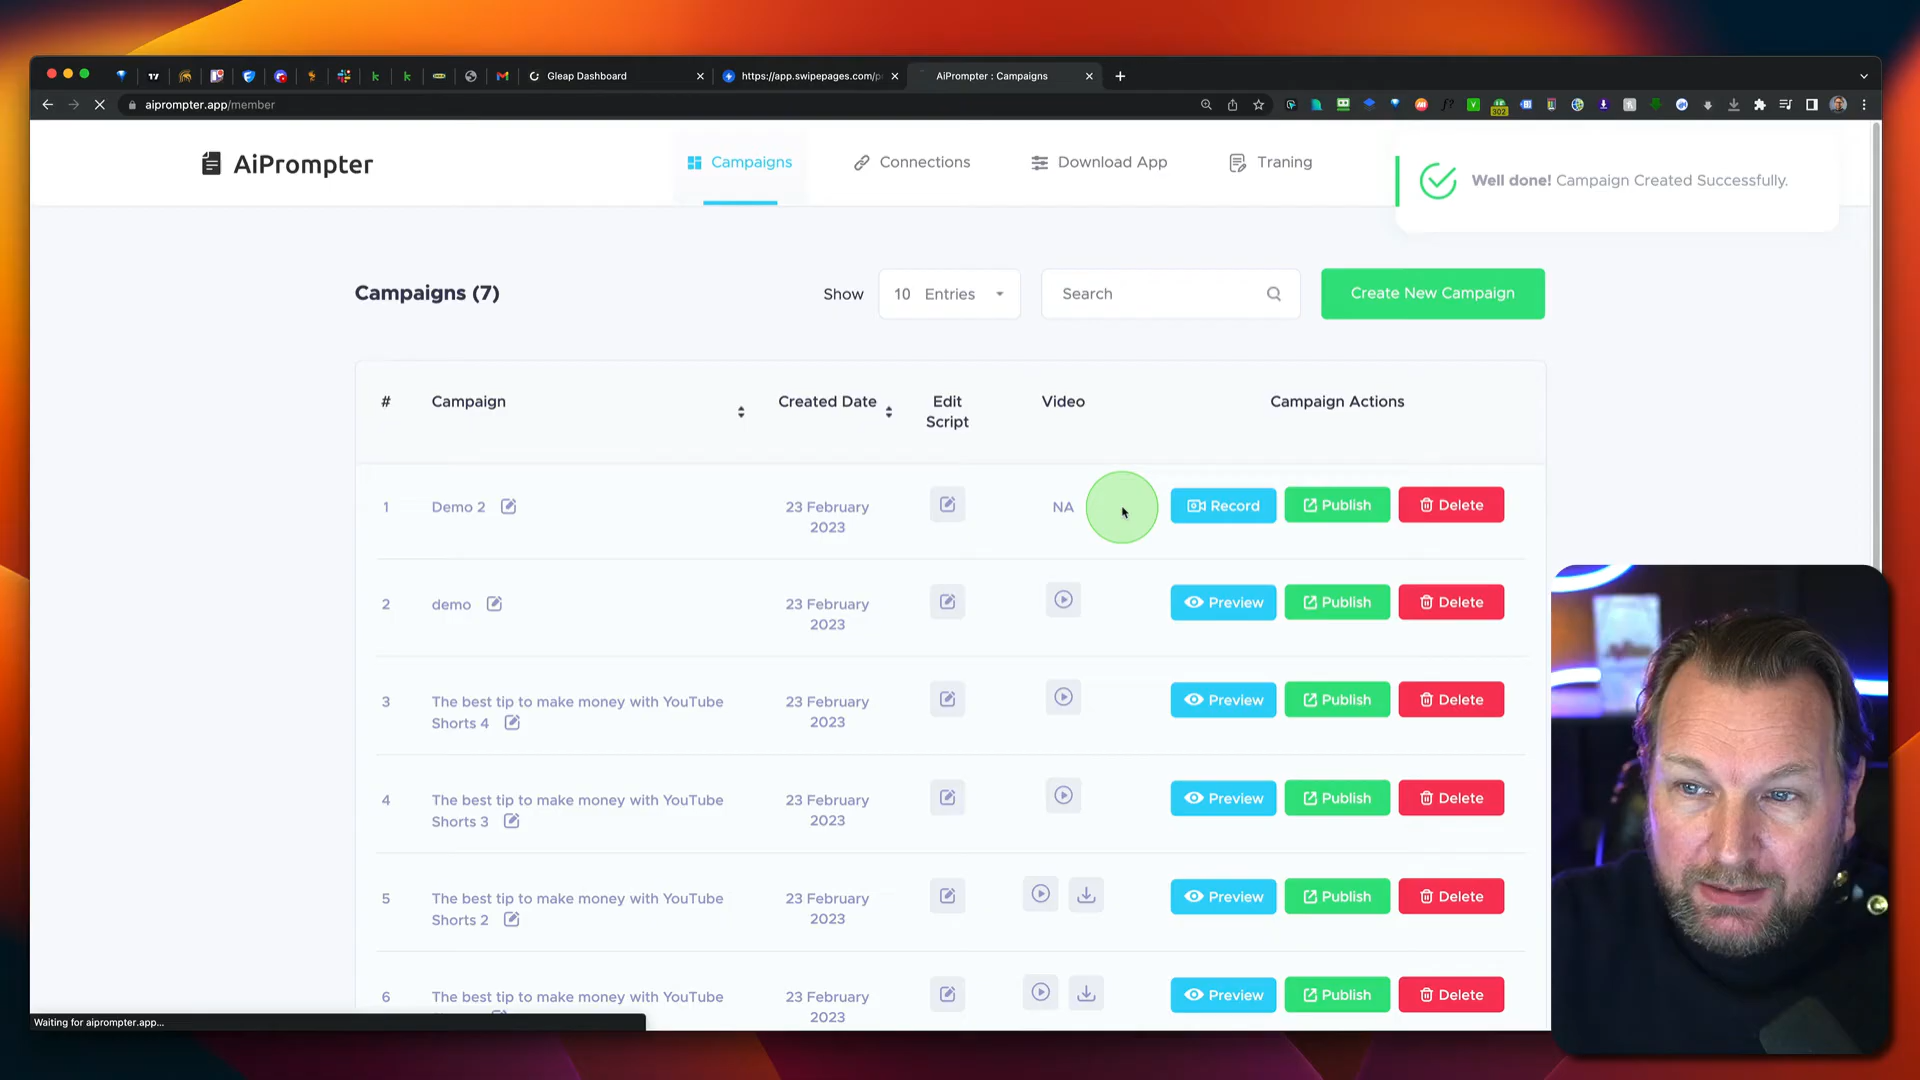 Gleap Dashboard
https://app.swipepages.com/p
AiPrompter : Campaigns
aiprompter.app/member
302
AiPrompter
Campaigns
Connections
Download App
Traning
Well done! Campaign Created Successfully.
Campaigns (7)
Show
10 Entries
Search
Create New Campaign
#
Campaign
Created Date
Edit
Script
Video
Campaign Actions
1
Demo 2
23 February
2023
NA
Record
Publish
Delete
2
demo
23 February
2023
Preview
Publish
Delete
3
The best tip to make money with YouTube
Shorts 4
23 February
2023
Preview
Publish
Delete
4
The best tip to make money with YouTube
Shorts 3
23 February
2023
Preview
Publish
Delete
5
The best tip to make money with YouTube
Shorts 2
23 February
2023
Preview
Publish
Delete
6
The best tip to make money with YouTube
23 February
2023
Preview
Publish
Delete
Waiting for aiprompter.app...